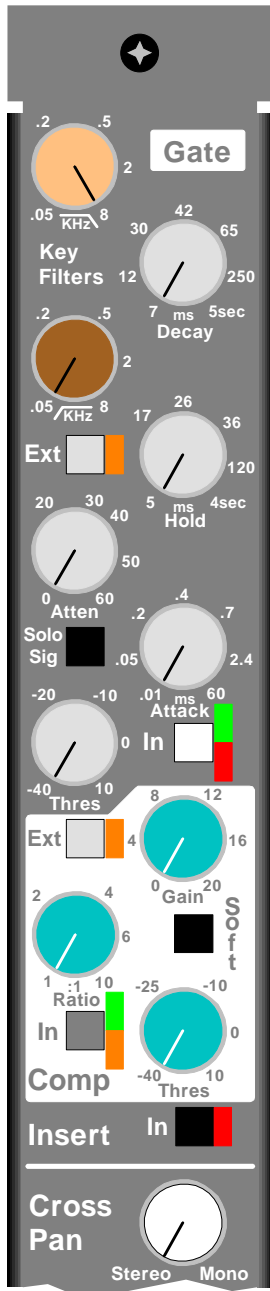 .2 .5
Gate
2
.05 KHz 8
Key
Filters
42
30 65
12 250
7 ms 5sec
Decay
.2 .5
2
.05 KHz 8
Ext
26
17 36
120
5 ms 4sec
Hold
20 30 40
50
0 60
Atten
Solo
Sig
.4
.2 .7
.05 2.4
.01 ms 60
Attack
In
-20 -10
0
-40 10
Thres
Ext
8 12
4 16
0 20
Gain
Soft
2 4
6
1 :1 10
Ratio
In
-25 -10
0
-40 10
Thres
Comp
Insert
In
Cross
Pan
Stereo Mono